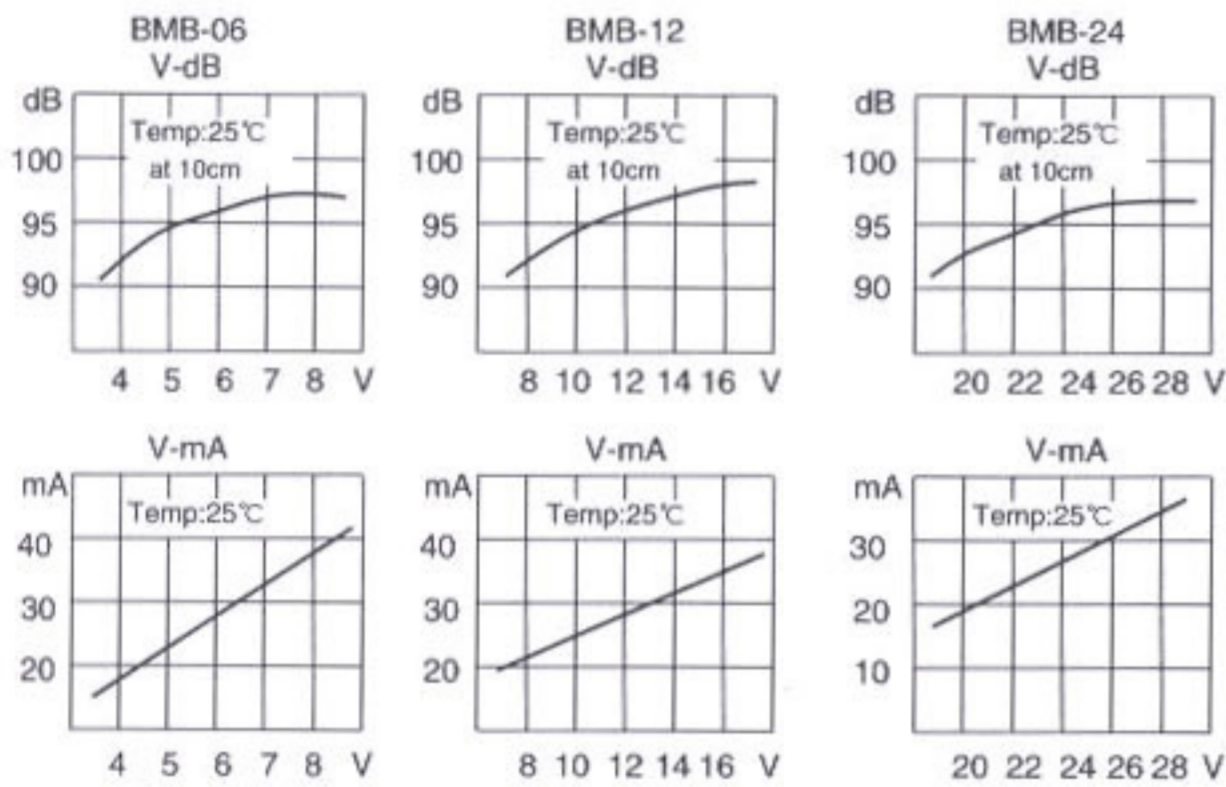 BMB-06
V-dB
dB
Temp:25℃
at 10cm
100
95
90
4 5 6 7 8 V
BMB-12
V-dB
dB
Temp:25℃
at 10cm
100
95
90
8 10 12 14 16 V
BMB-24
V-dB
dB
Temp:25℃
at 10cm
100
95
90
20 22 24 26 28 V
V-mA
mA
Temp:25℃
40
30
20
4 5 6 7 8 V
V-mA
mA
Temp:25℃
40
30
20
8 10 12 14 16 V
V-mA
mA
Temp:25℃
30
20
10
20 22 24 26 28 V